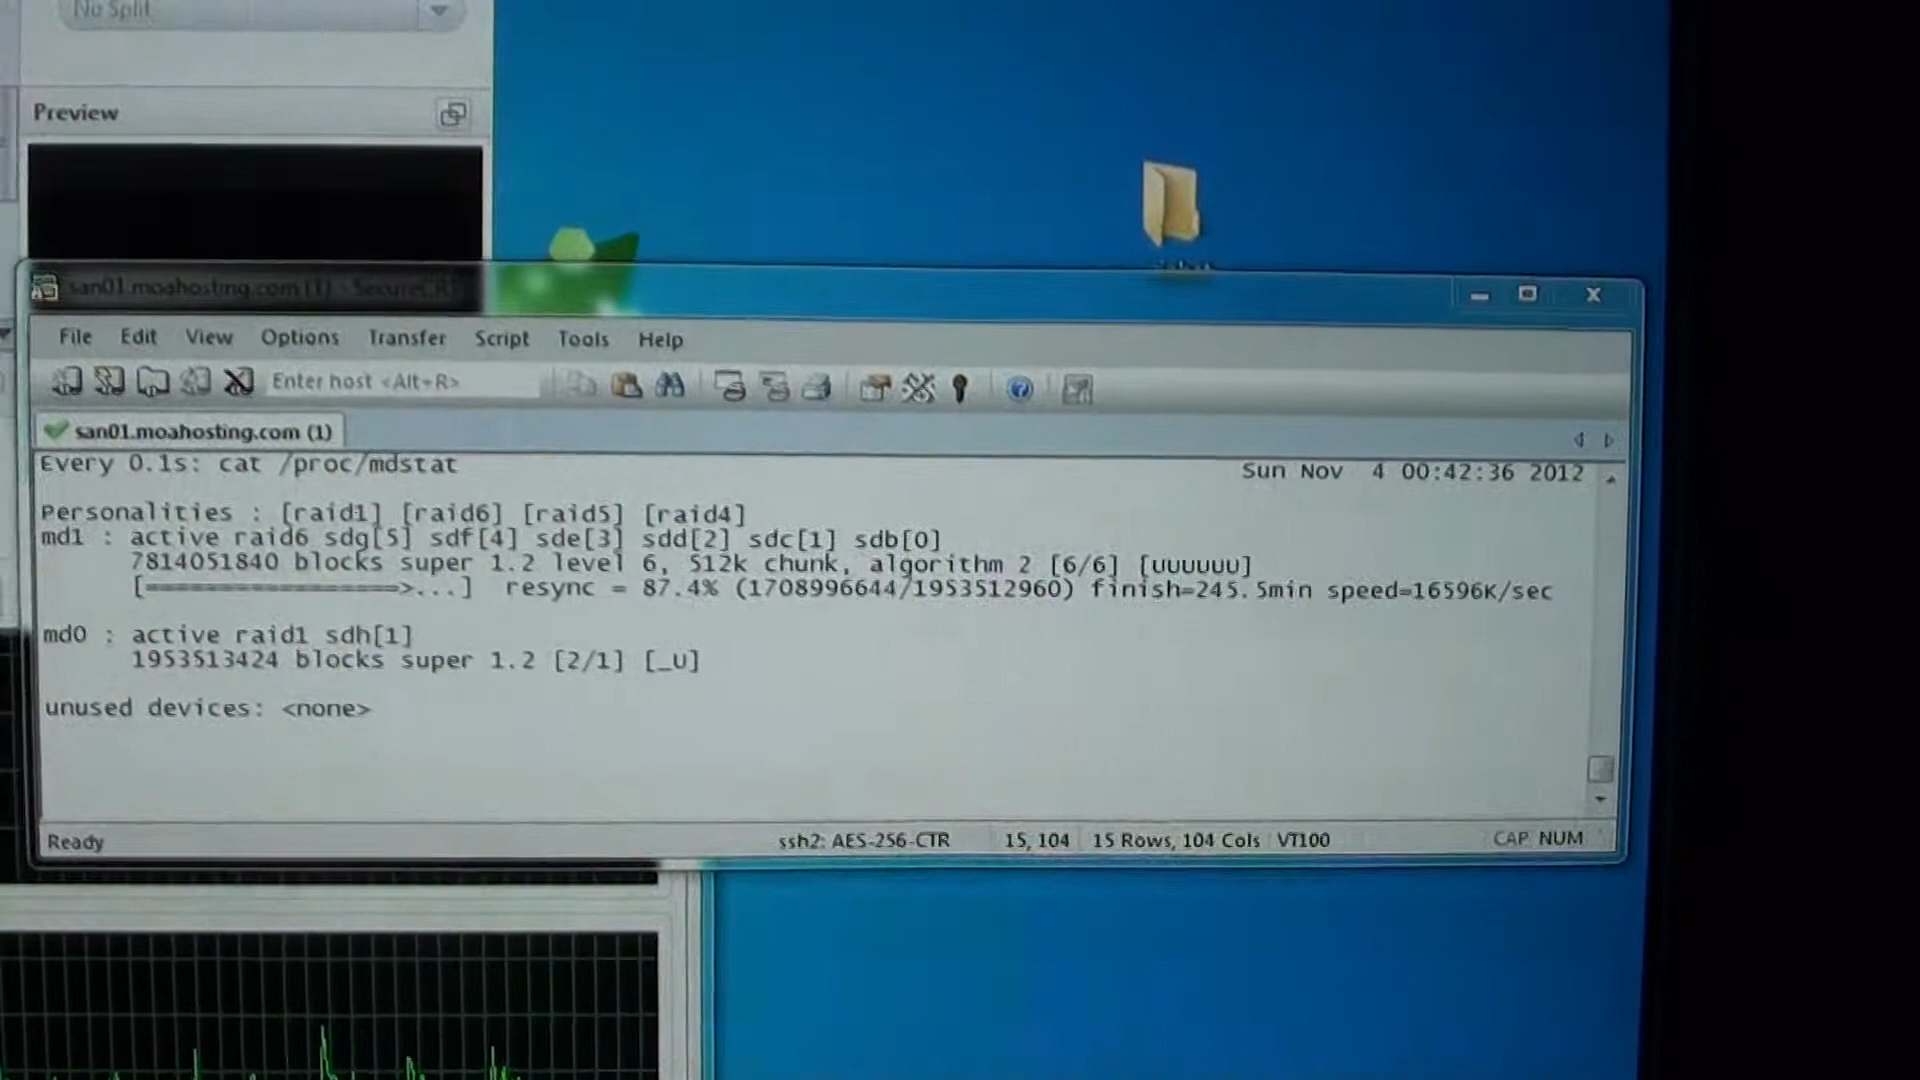 No Split
Preview
san01.moahosting.com (1) - SecureCRT
File Edit View Options Transfer Script Tools Help
Enter host <Alt+R>
san01.moahosting.com (1)
Every 0.1s: cat /proc/mdstat Sun Nov 4 00:42:36 2012
Personalities : [raid1] [raid6] [raid5] [raid4]
md1 : active raid6 sdg[5] sdf[4] sde[3] sdd[2] sdc[1] sdb[0]
7814051840 blocks super 1.2 level 6, 512k chunk, algorithm 2 [6/6] [UUUUUU]
[=================>...] resync = 87.4% (1708996644/1953512960) finish=245.5min speed=16596K/sec
md0 : active raid1 sdh[1]
1953513424 blocks super 1.2 [2/1] [_U]
unused devices: <none>
Ready ssh2: AES-256-CTR 15, 104 15 Rows, 104 Cols VT100 CAP NUM